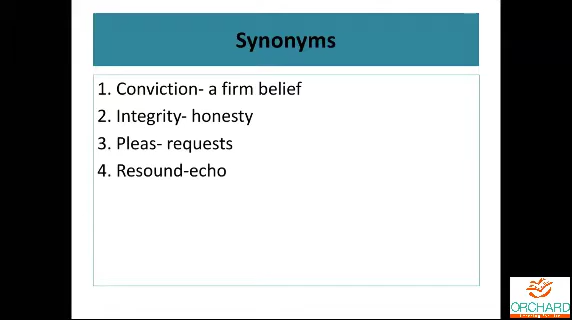 Synonyms
1. Conviction- a firm belief
2. Integrity- honesty
3. Pleas- requests
4. Resound-echo
ORCHARD